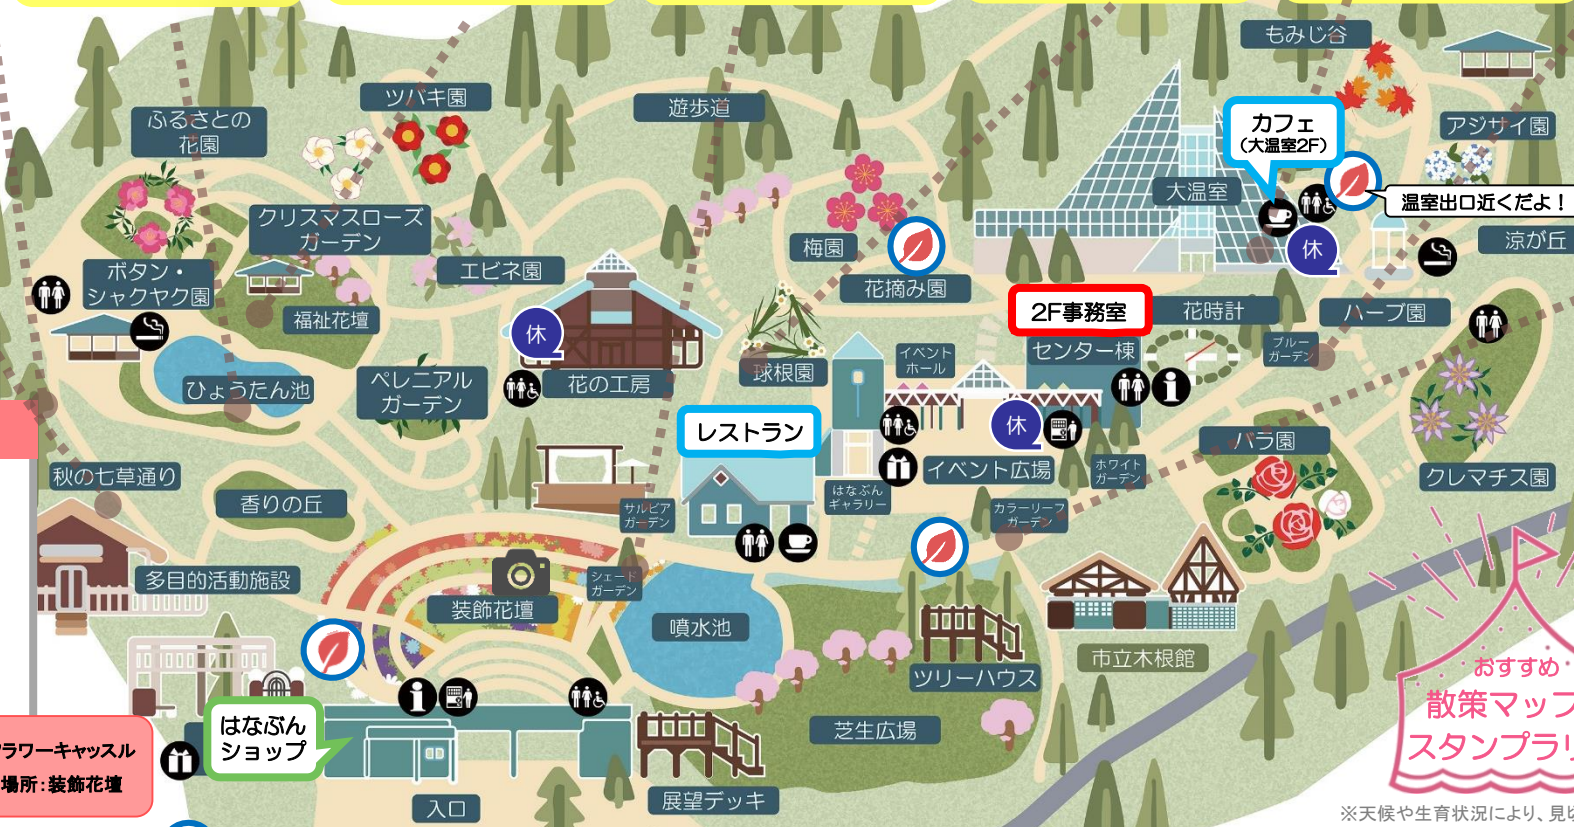 もみじ谷
ツバキ園
遊歩道
ふるさとの
花園
カフェ
(大温室2F)
アジサイ園
大温室
温室出口近くだよ！
クリスマスローズ
ガーデン
梅園
涼が丘
ボタン・
シャクヤク園
エビネ園
花摘み園
休
福祉花壇
2F事務室
花時計
ハーブ園
休
センター棟
ブルー
ガーデン
イベント
ホール
球根園
花の工房
ひょうたん池
ペレニアル
ガーデン
レストラン
休
バラ園
秋の七草通り
イベント広場
ホワイト
ガーデン
クレマチス園
香りの丘
はなぶん
ギャラリー
サルビア
ガーデン
カラーリーフ
ガーデン
多目的活動施設
シェード
ガーデン
装飾花壇
噴水池
市立木根館
ツリーハウス
おすすめ
散策マップ
スタンプラリ
はなぶん
ショップ
芝生広場
ラワーキャッスル
場所：装飾花壇
入口
展望デッキ
※天候や生育状況により、見